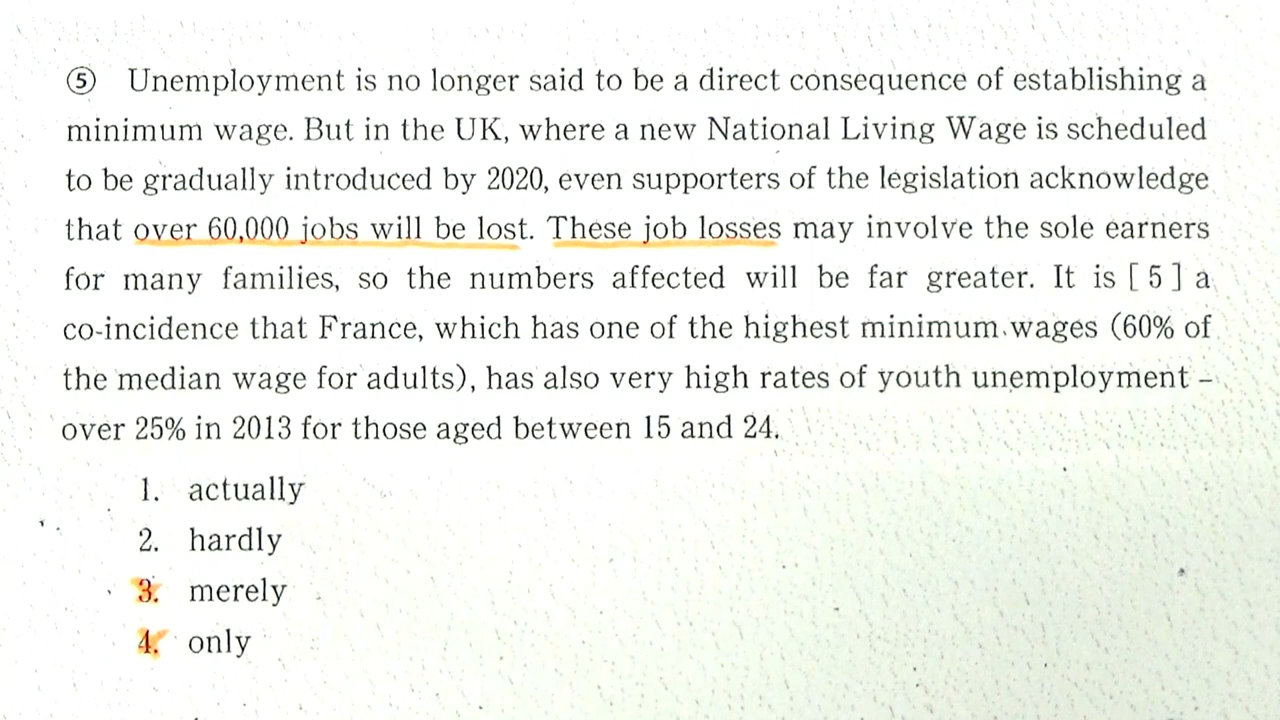 ⑤ Unemployment is no longer said to be a direct consequence of establishing a
minimum wage. But in the UK, where a new National Living Wage is scheduled
to be gradually introduced by 2020, even supporters of the legislation acknowledge
that over 60,000 jobs will be lost. These job losses may involve the sole earners
for many families, so the numbers affected will be far greater. It is [ 5 ] a
co-incidence that France, which has one of the highest minimum wages (60% of
the median wage for adults), has also very high rates of youth unemployment –
over 25% in 2013 for those aged between 15 and 24.
1. actually
2. hardly
3. merely
4. only